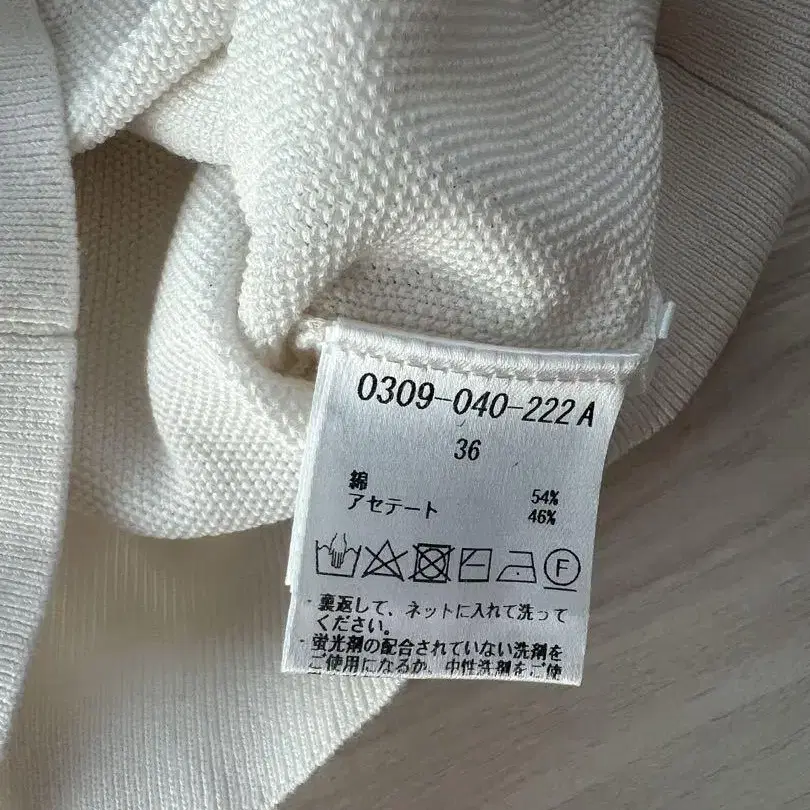 0309-040-222A
36
綿 54%
アセテート 46%
F
・裏返して、ネットに入れて洗って
ください。
・蛍光剤の配合されていない洗剤を
ご使用になるか、中性洗剤をご使